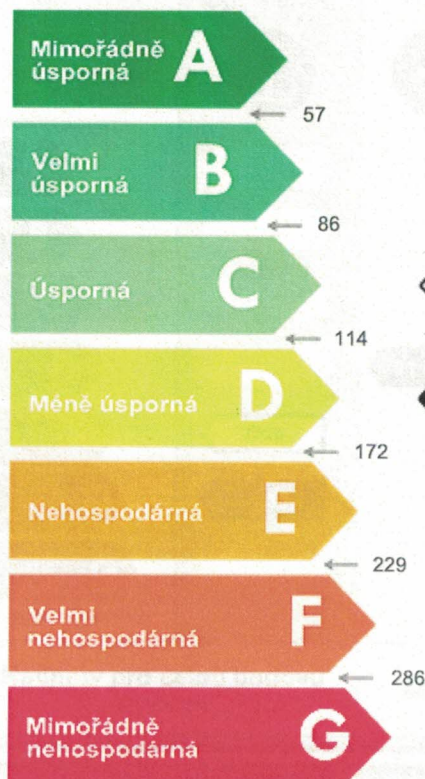 Mimořádně
úsporná A
57
Velmi
úsporná B
86
Úsporná C
114
Méně úsporná D
172
Nehospodárná E
229
Velmi
nehospodárná F
286
Mimořádně
nehospodárná G